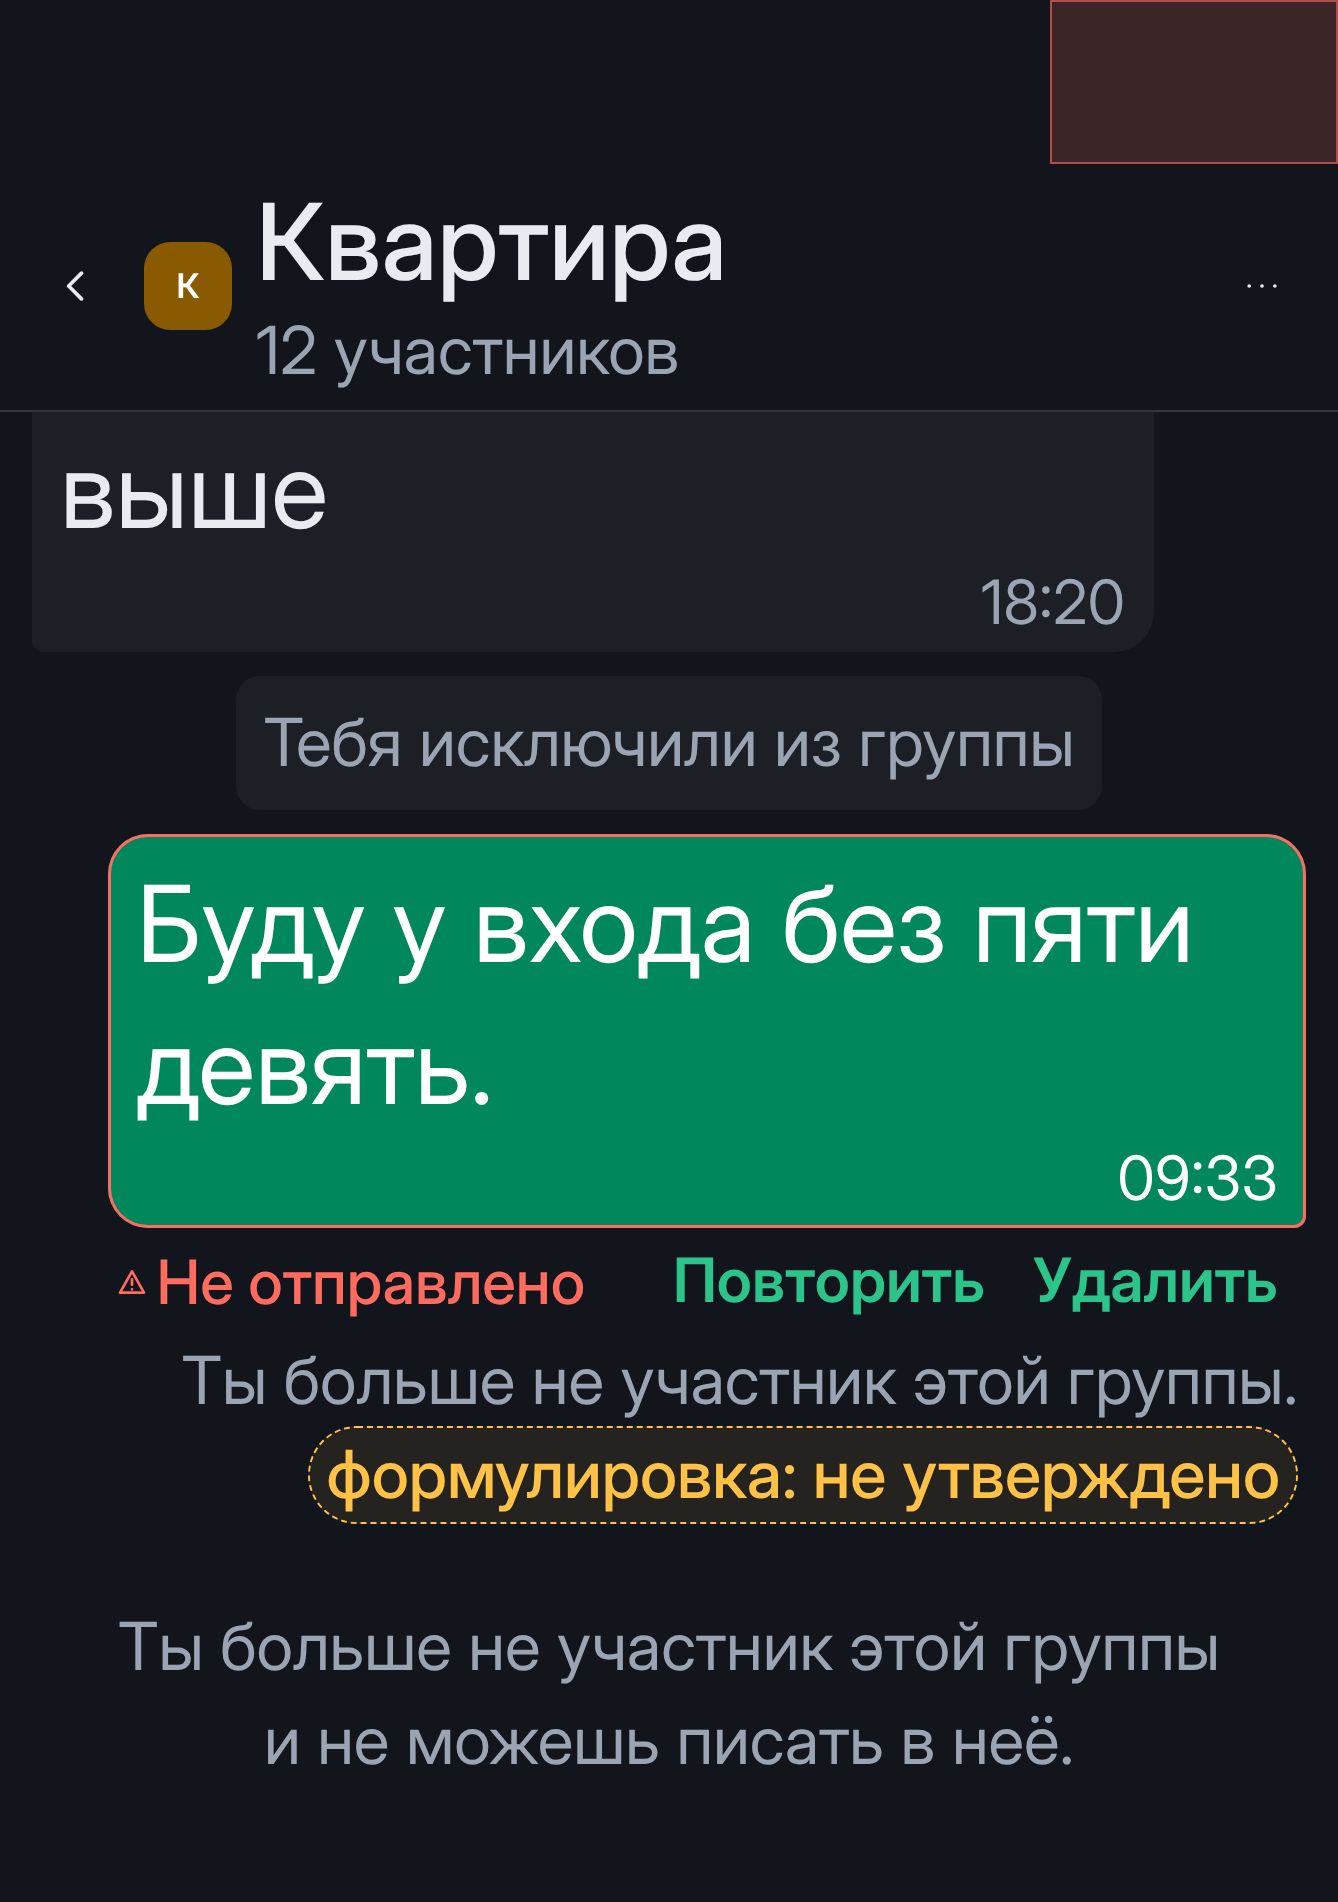 Квартира
К
12 участников
выше
18:20
Тебя исключили из группы
Буду у входа без пяти
девять.
09:33
Не отправлено Повторить Удалить
Ты больше не участник этой группы.
формулировка: не утверждено
Ты больше не участник этой группы
и не можешь писать в неё.